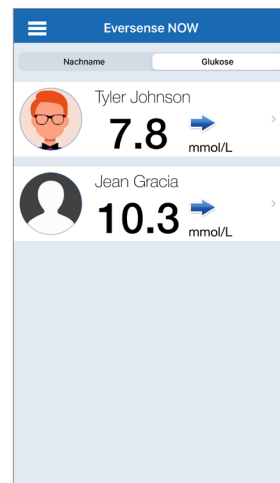 Eversense NOW
Nachname Glukose
Tyler Johnson
7.8 mmol/L
Jean Gracia
10.3 mmol/L